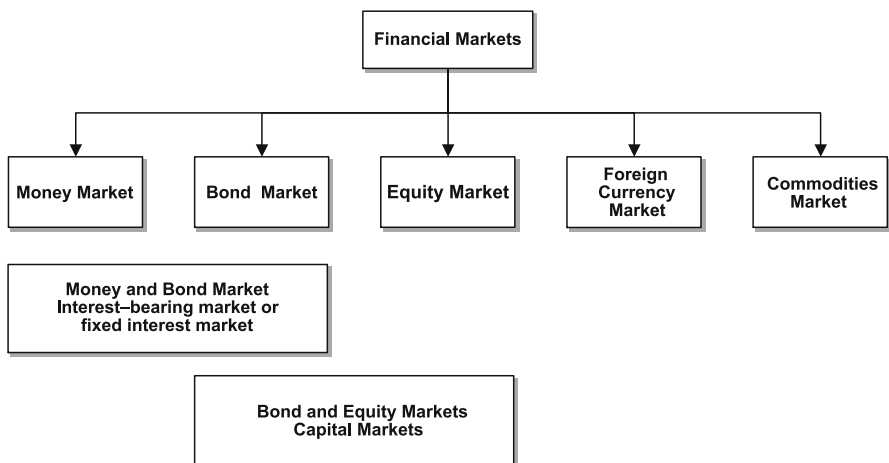 Financial Markets
Money Market
Bond Market
Equity Market
Foreign
Currency
Market
Commodities
Market
Money and Bond Market
Interest–bearing market or
fixed interest market
Bond and Equity Markets
Capital Markets